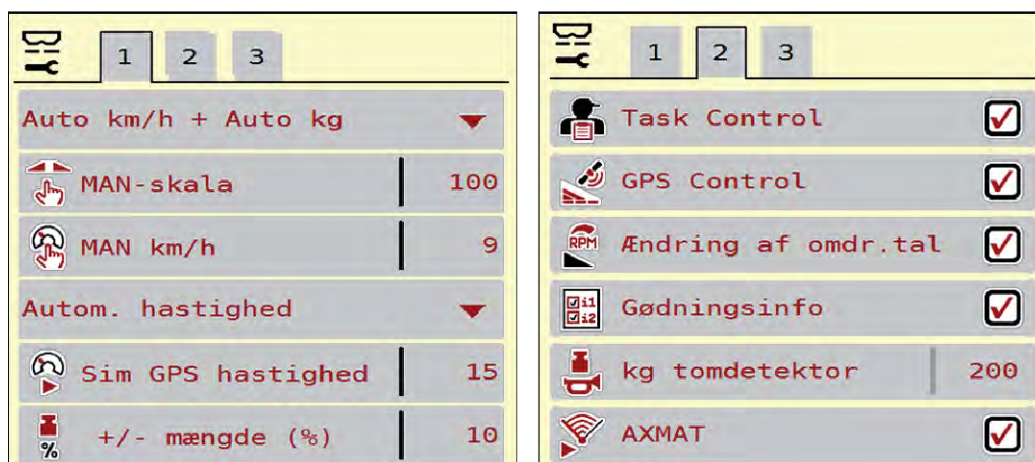 1 2 3
Auto km/h + Auto kg
MAN-skala 100
MAN km/h 9
Autom. hastighed
Sim GPS hastighed 15
% +/- mængde (%) 10
1 2 3
Task Control
GPS Control
RPM Ændring af omdr.tal
i1 i2 Gødningsinfo
kg tomdetektor 200
AXMAT